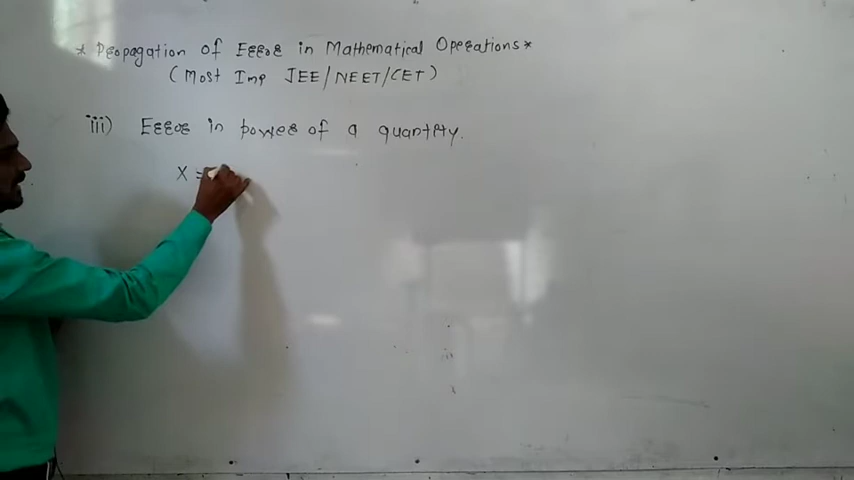 * Propagation of Error in Mathematical Operations *
(Most Imp JEE/NEET/CET)
iii) Error in power of a quantity.
X =